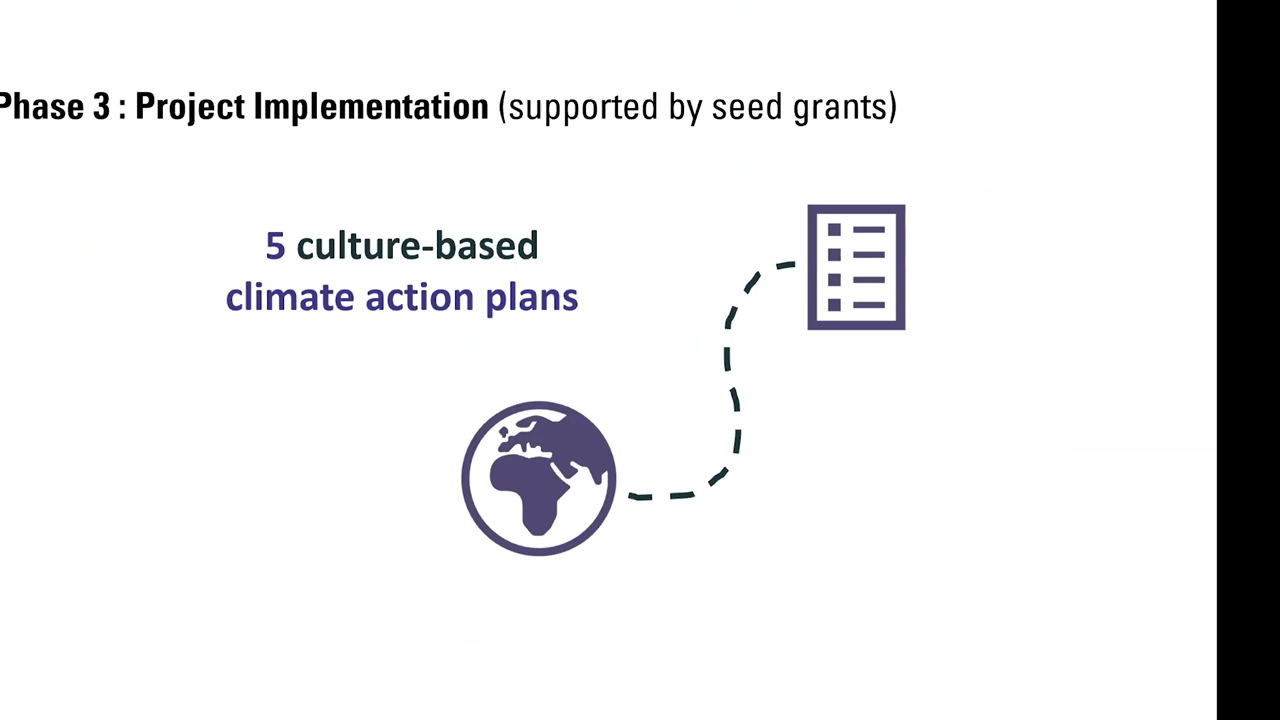 Phase 3 : Project Implementation (supported by seed grants)
5 culture-based
climate action plans